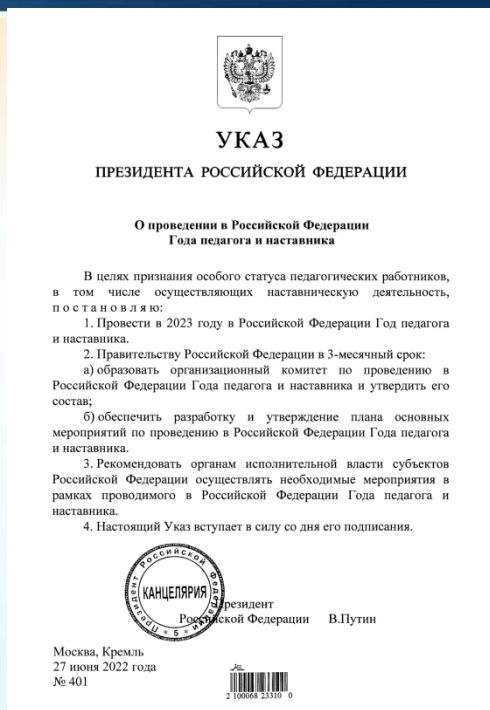 УКАЗ
ПРЕЗИДЕНТА РОССИЙСКОЙ ФЕДЕРАЦИИ
О проведении в Российской Федерации
Года педагога и наставника
В целях признания особого статуса педагогических работников,
в том числе осуществляющих наставническую деятельность,
постановляю:
1. Провести в 2023 году в Российской Федерации Год педагога
и наставника.
2. Правительству Российской Федерации в 3-месячный срок:
а) образовать организационный комитет по проведению в
Российской Федерации Года педагога и наставника и утвердить его
состав;
б) обеспечить разработку и утверждение плана основных
мероприятий по проведению в Российской Федерации Года педагога
и наставника.
3. Рекомендовать органам исполнительной власти субъектов
Российской Федерации осуществлять необходимые мероприятия в
рамках проводимого в Российской Федерации Года педагога и
наставника.
4. Настоящий Указ вступает в силу со дня его подписания.
Президент Российской Федерации
КАНЦЕЛЯРИЯ
* 5 *
Президент
Российской Федерации В.Путин
Москва, Кремль
27 июня 2022 года
№ 401
2 100068 23310 0